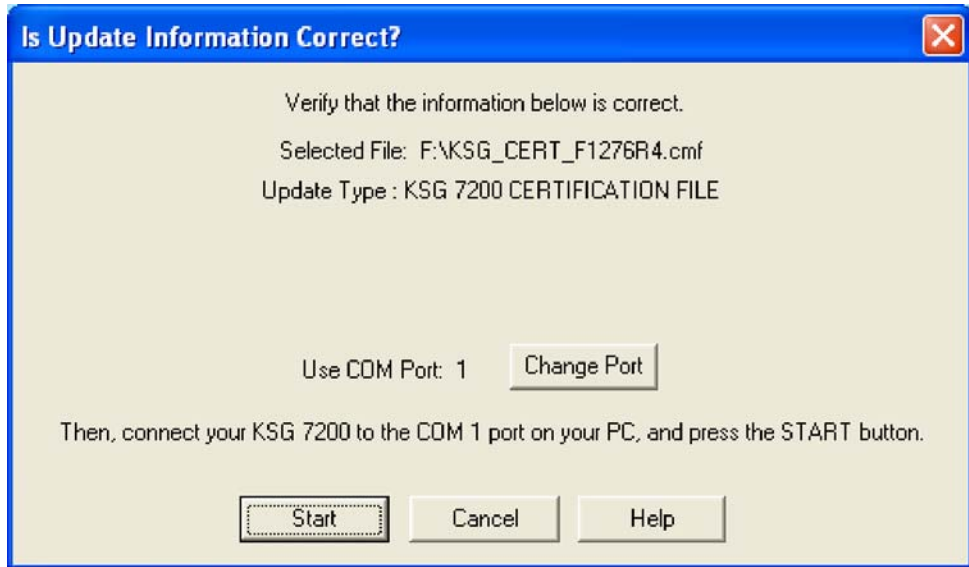 Is Update Information Correct?
Verify that the information below is correct.
Selected File: F:\KSG_CERT_F1276R4.cmf
Update Type : KSG 7200 CERTIFICATION FILE
Use COM Port: 1 Change Port
Then, connect your KSG 7200 to the COM 1 port on your PC, and press the START button.
Start Cancel Help